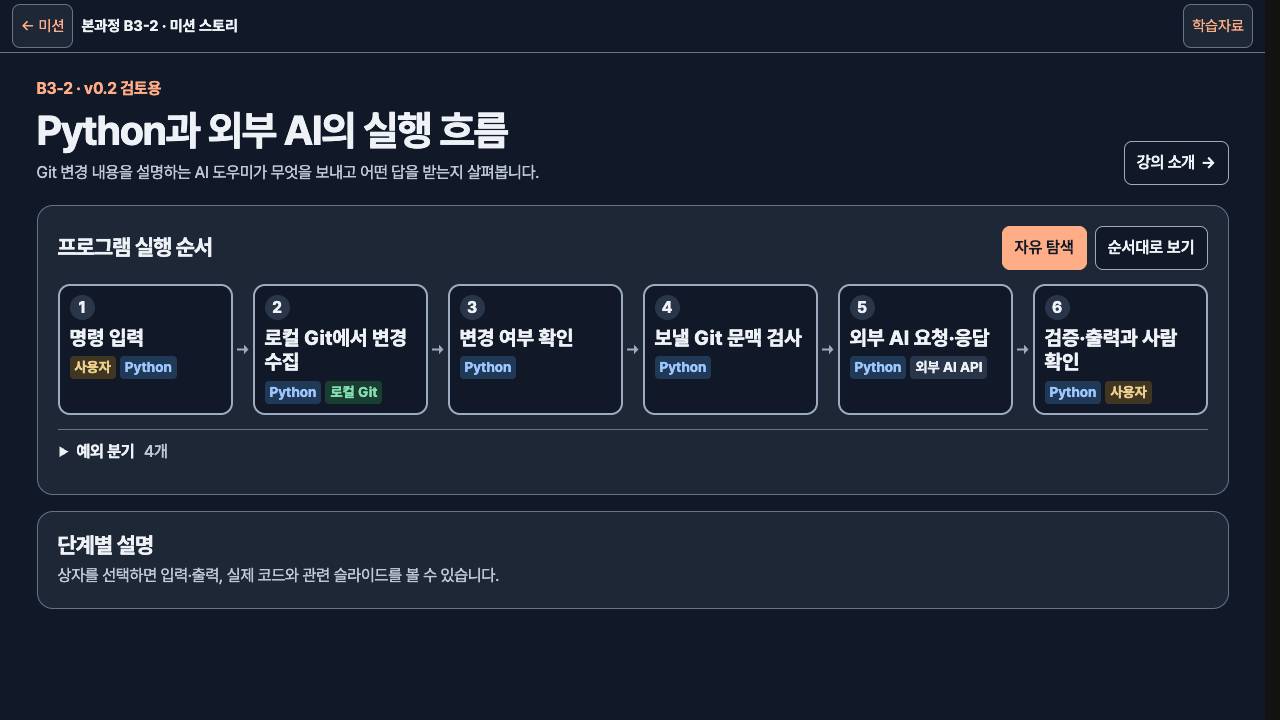 ← 미션
본과정 B3-2 · 미션 스토리
학습자료
B3-2 · v0.2 검토용
Python과 외부 AI의 실행 흐름
Git 변경 내용을 설명하는 AI 도우미가 무엇을 보내고 어떤 답을 받는지 살펴봅니다.
강의 소개 →
프로그램 실행 순서
자유 탐색
순서대로 보기
1
명령 입력
사용자 Python
→
2
로컬 Git에서 변경
수집
Python 로컬 Git
→
3
변경 여부 확인
Python
→
4
보낼 Git 문맥 검사
Python
→
5
외부 AI 요청·응답
Python 외부 AI API
→
6
검증·출력과 사람
확인
Python 사용자
▶ 예외 분기 4개
단계별 설명
상자를 선택하면 입력·출력, 실제 코드와 관련 슬라이드를 볼 수 있습니다.